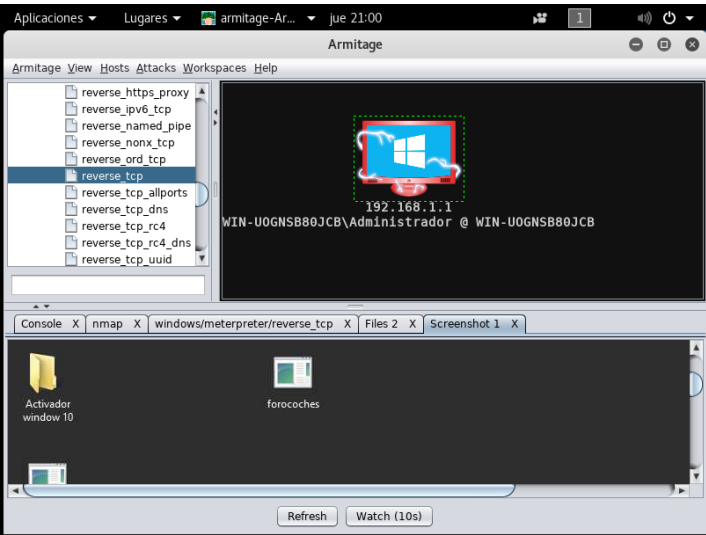 Aplicaciones Lugares armitage-Ar... jue 21:00 1
Armitage
Armitage View Hosts Attacks Workspaces Help
reverse_https_proxy
reverse_ipv6_tcp
reverse_named_pipe
reverse_nonx_tcp
reverse_ord_tcp
reverse_tcp
reverse_tcp_allports
reverse_tcp_dns
reverse_tcp_rc4
reverse_tcp_rc4_dns
reverse_tcp_uuid
192.168.1.1
WIN-UOGNSB80JCB\Administrador @ WIN-UOGNSB80JCB
Console X nmap X windows/meterpreter/reverse_tcp X Files 2 X Screenshot 1 X
Activador
window 10
forocoches
Refresh Watch (10s)